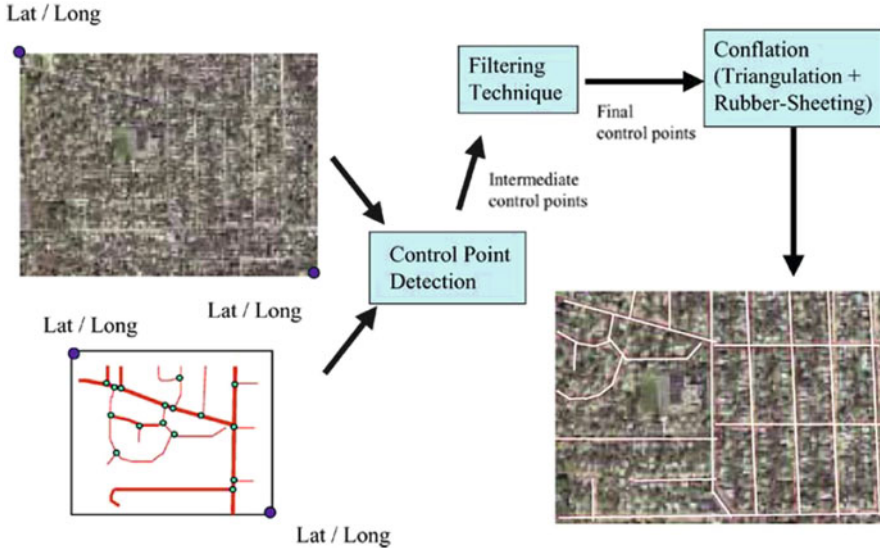 Lat / Long
Lat / Long
Lat / Long
Lat / Long
Control Point
Detection
Intermediate
control points
Filtering
Technique
Final
control points
Conflation
(Triangulation +
Rubber-Sheeting)